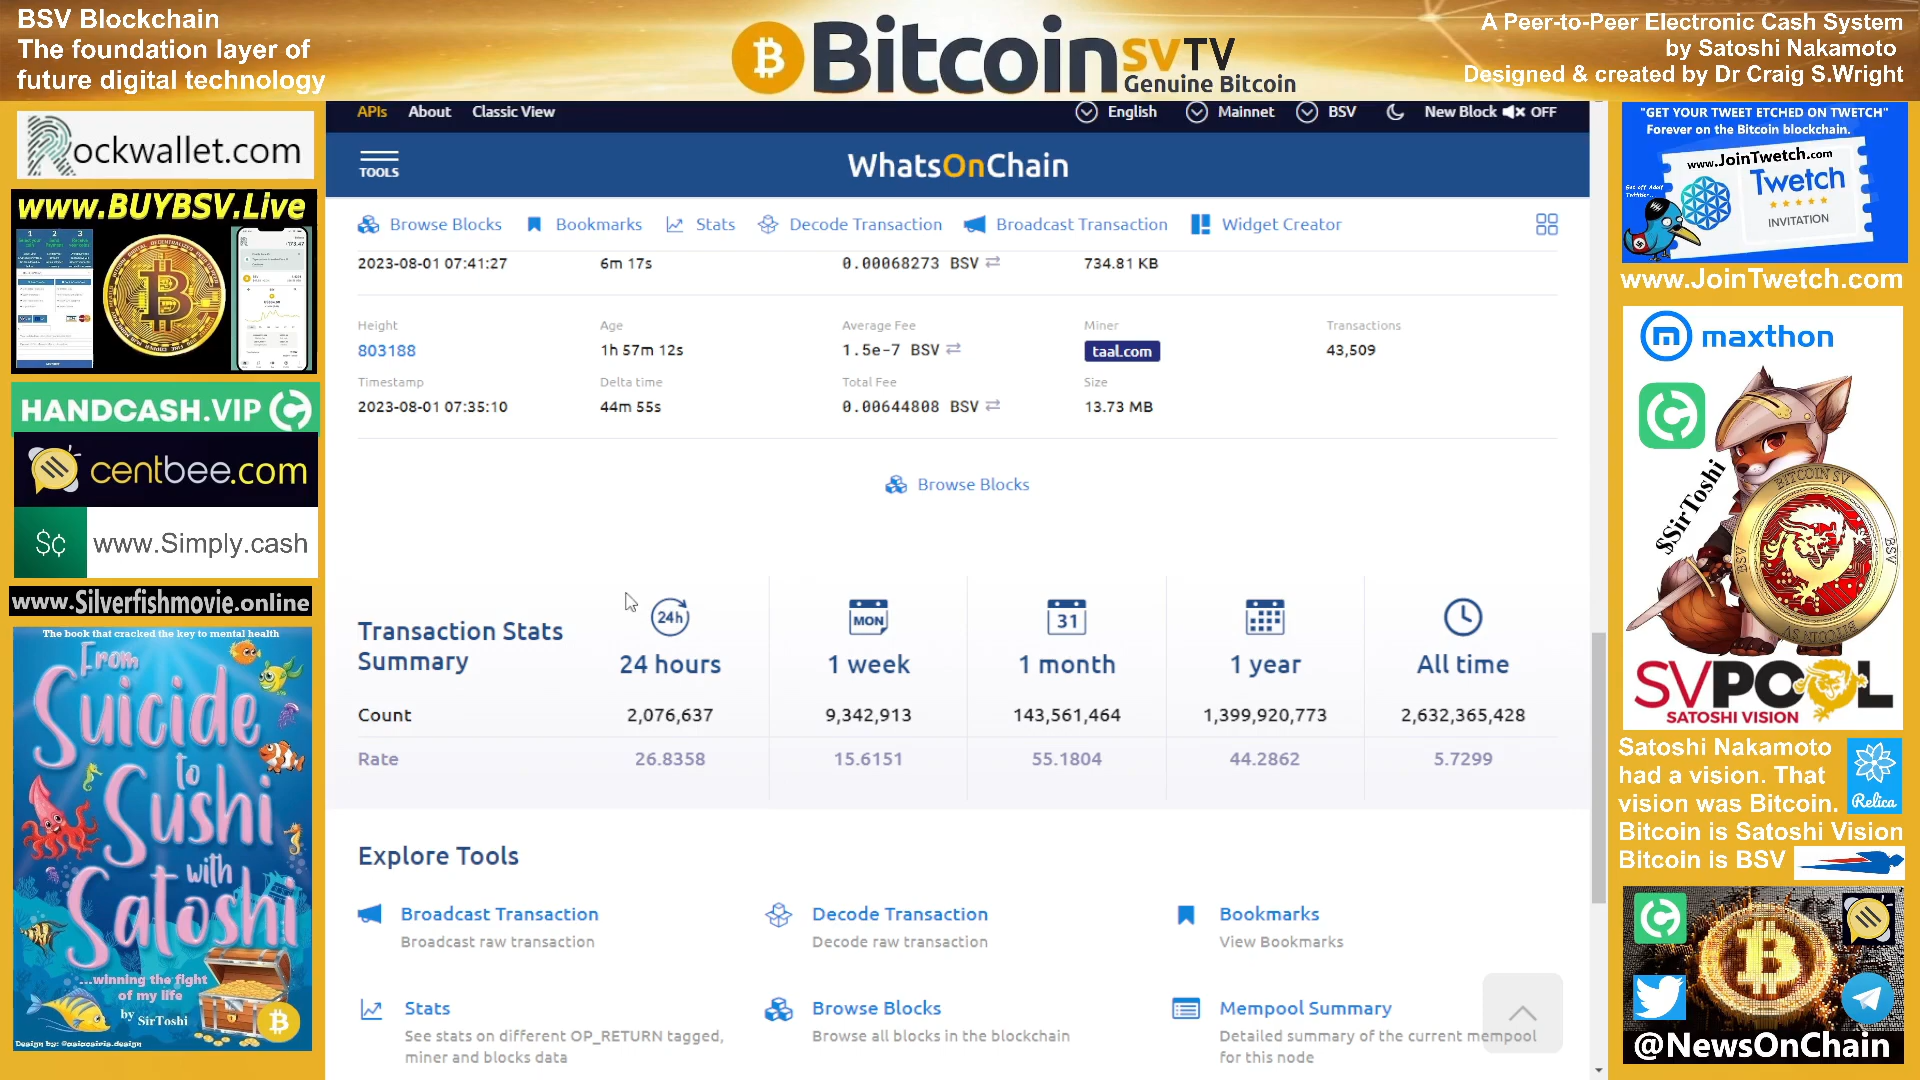 BSV Blockchain
The foundation layer of
future digital technology
BitcoinSVTV
Genuine Bitcoin
A Peer-to-Peer Electronic Cash System
by Satoshi Nakamoto
Designed & created by Dr Craig S.Wright
Rockwallet.com
www.BUYBSV.Live
HANDCASH.VIP
centbee.com
$¢ www.Simply.cash
www.Silverfishmovie.online
The book that cracked the key to mental health
From
Suicide
to
Sushi
with
Satoshi
...winning the fight
of my life
by SirToshi
APIs About Classic View English Mainnet BSV New Block OFF
TOOLS
WhatsOnChain
Browse Blocks Bookmarks Stats Decode Transaction Broadcast Transaction Widget Creator
2023-08-01 07:41:27 6m 17s 0.00068273 BSV 734.81 KB
Height Age Average Fee Miner Transactions
803188 1h 57m 12s 1.5e-7 BSV taal.com 43,509
Timestamp Delta time Total Fee Size
2023-08-01 07:35:10 44m 55s 0.00644808 BSV 13.73 MB
Browse Blocks
24h MON 31
Transaction Stats
Summary
24 hours 1 week 1 month 1 year All time
Count 2,076,637 9,342,913 143,561,464 1,399,920,773 2,632,365,428
Rate 26.8358 15.6151 55.1804 44.2862 5.7299
Explore Tools
Broadcast Transaction
Broadcast raw transaction
Decode Transaction
Decode raw transaction
Bookmarks
View Bookmarks
Stats
See stats on different OP_RETURN tagged,
miner and blocks data
Browse Blocks
Browse all blocks in the blockchain
Mempool Summary
Detailed summary of the current mempool
for this node
"GET YOUR TWEET ETCHED ON TWETCH"
Forever on the Bitcoin blockchain.
www.JoinTwetch.com
Twetch
INVITATION
www.JoinTwetch.com
maxthon
$SirToshi
BITCOIN SV
BSV
BSV
SVPOOL
SATOSHI VISION
Satoshi Nakamoto
had a vision. That
vision was Bitcoin.
Relica
Bitcoin is Satoshi Vision
Bitcoin is BSV
@NewsOnChain